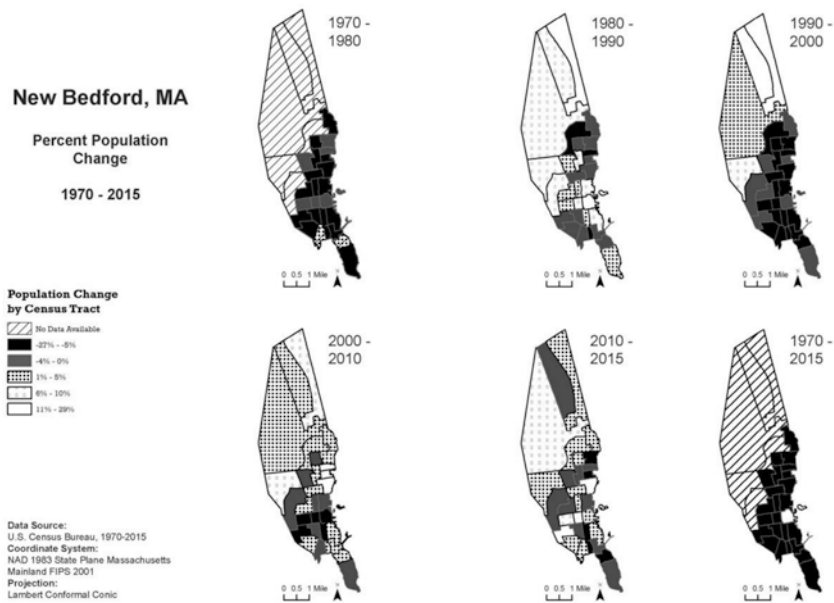 New Bedford, MA
Percent Population
Change
1970 - 2015
1970 -
1980
0 0.5 1 Mile
1980 -
1990
0 0.5 1 Mile
1990 -
2000
0 0.5 1 Mile
Population Change
by Census Tract
No Data Available
-27% - -5%
-4% - 0%
1% - 5%
6% - 10%
11% - 29%
2000 -
2010
0 0.5 1 Mile
2010 -
2015
0 0.5 1 Mile
1970 -
2015
0 0.5 1 Mile
Data Source:
U.S. Census Bureau, 1970-2015
Coordinate System:
NAD 1983 State Plane Massachusetts
Mainland FIPS 2001
Projection:
Lambert Conformal Conic